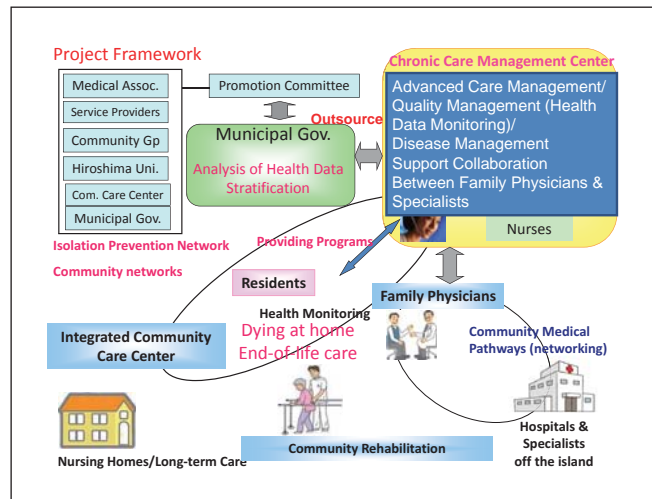 Project Framework
Medical Assoc.
Service Providers
Community Gp
Hiroshima Uni.
Com. Care Center
Municipal Gov.
Isolation Prevention Network
Community networks
Promotion Committee
Outsource
Municipal Gov.
Analysis of Health Data
Stratification
Chronic Care Management Center
Advanced Care Management/
Quality Management (Health
Data Monitoring)/
Disease Management
Support Collaboration
Between Family Physicians &
Specialists
Nurses
Providing Programs
Residents
Health Monitoring
Family Physicians
Integrated Community
Care Center
Dying at home
End-of-life care
Community Medical
Pathways (networking)
Nursing Homes/Long-term Care
Community Rehabilitation
Hospitals &
Specialists
off the island